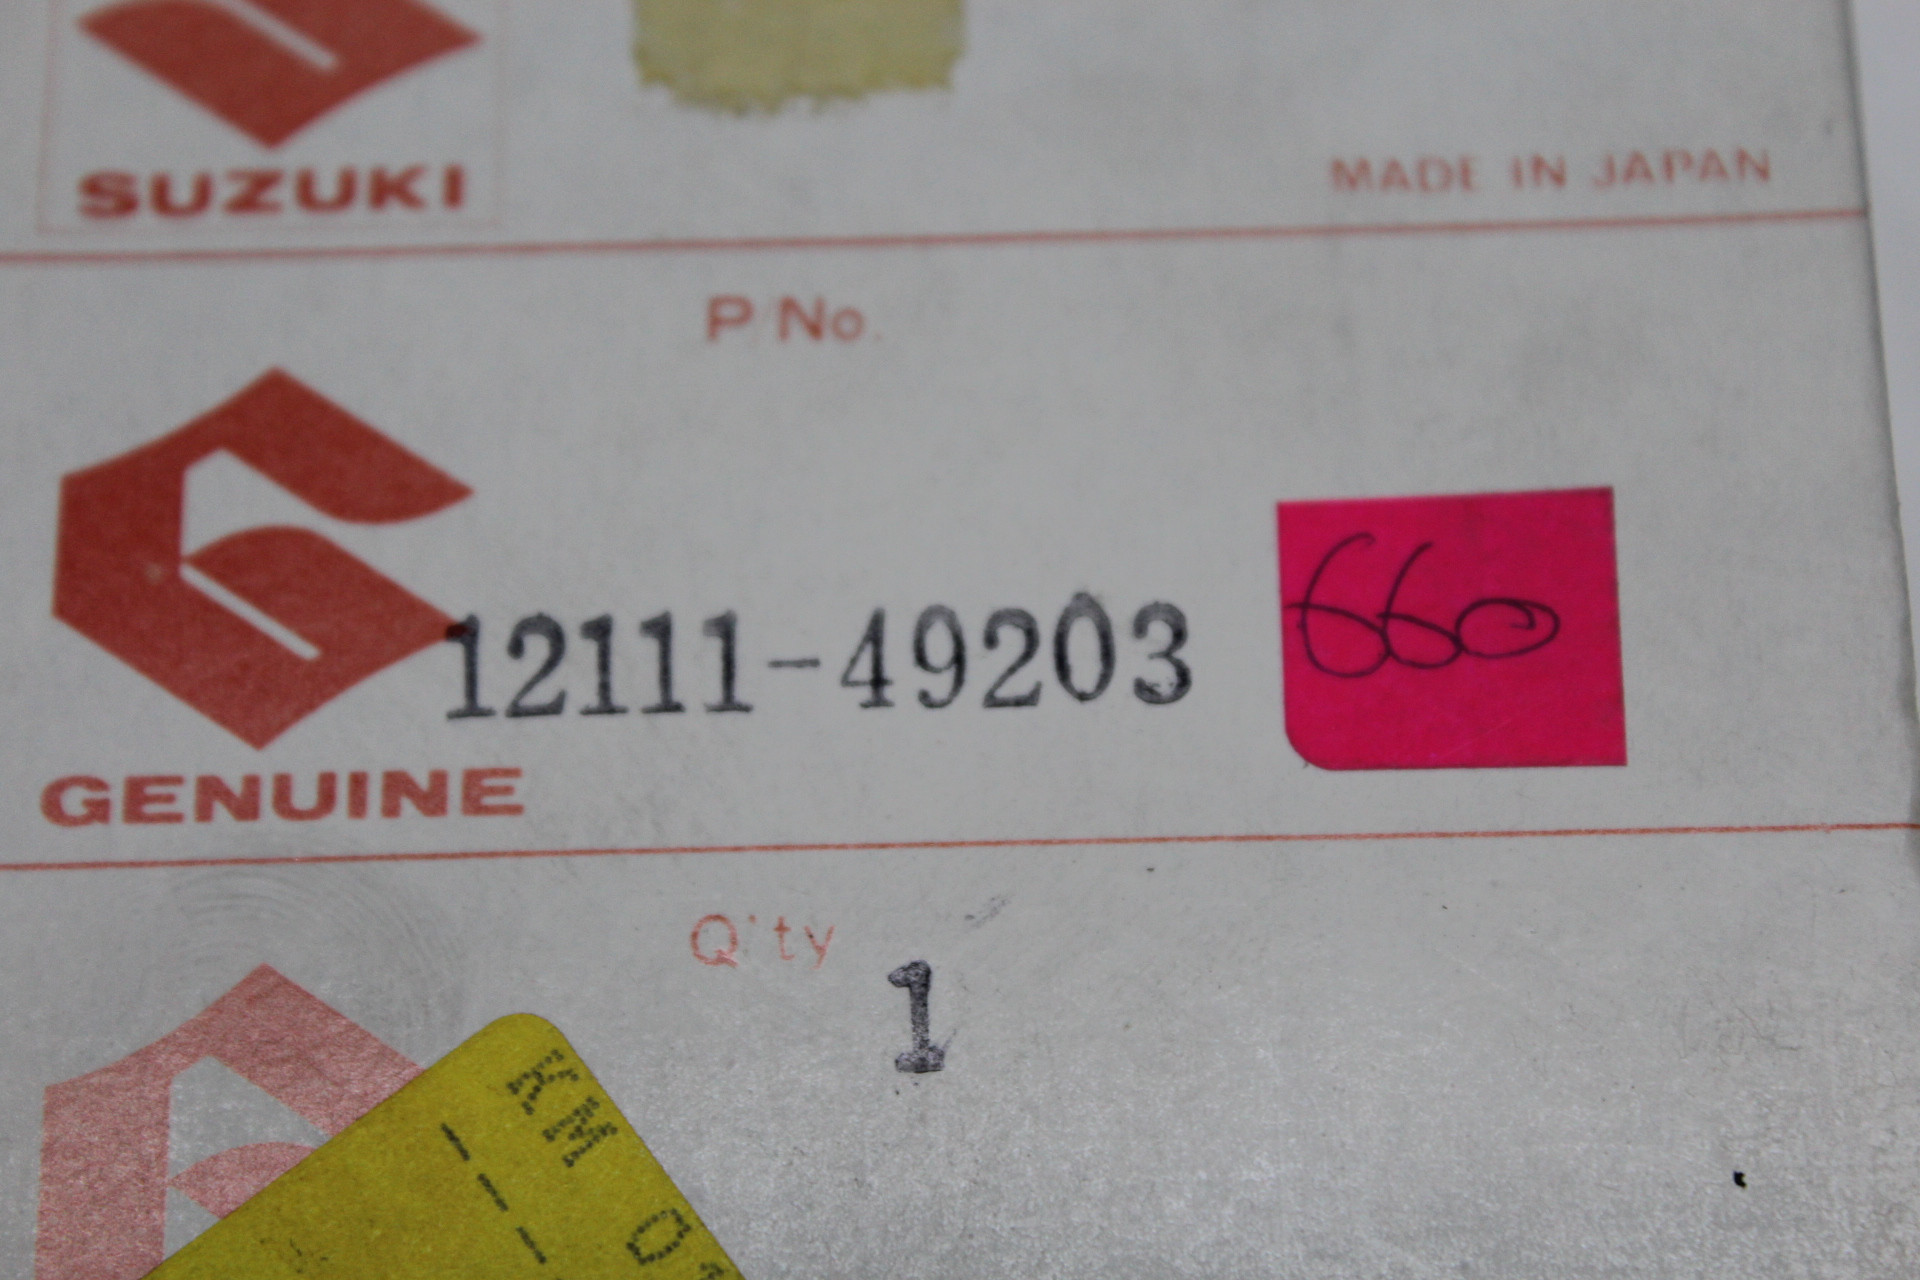 SUZUKI
MADE IN JAPAN
P/No.
12111-49203
660
GENUINE
Q'ty
1